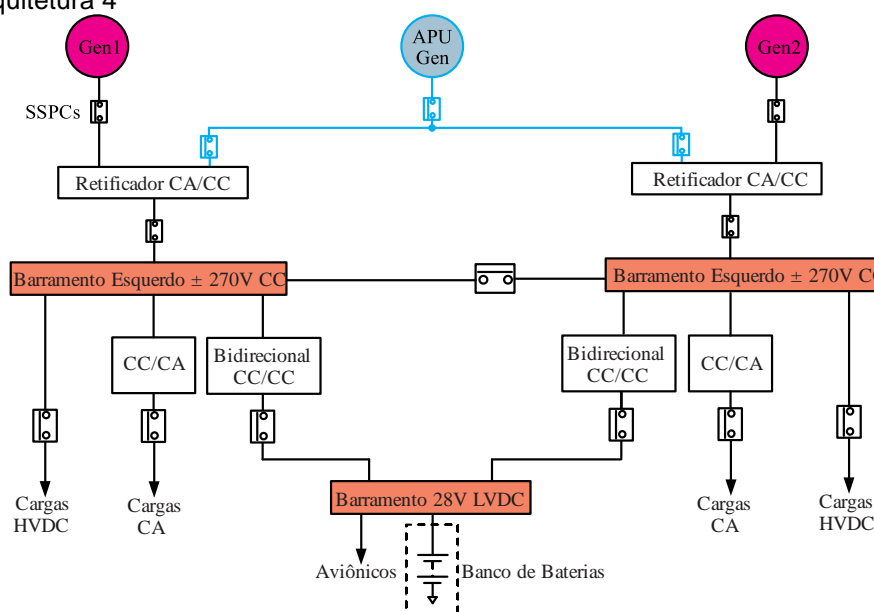 quitetura 4
Gen1
APU
Gen
Gen2
SSPCs
Retificador CA/CC
Retificador CA/CC
Barramento Esquerdo ± 270V CC
Barramento Esquerdo ± 270V CC
CC/CA
Bidirecional
CC/CC
Bidirecional
CC/CC
CC/CA
Cargas
HVDC
Cargas
CA
Barramento 28V LVDC
Cargas
CA
Cargas
HVDC
Aviônicos
Banco de Baterias